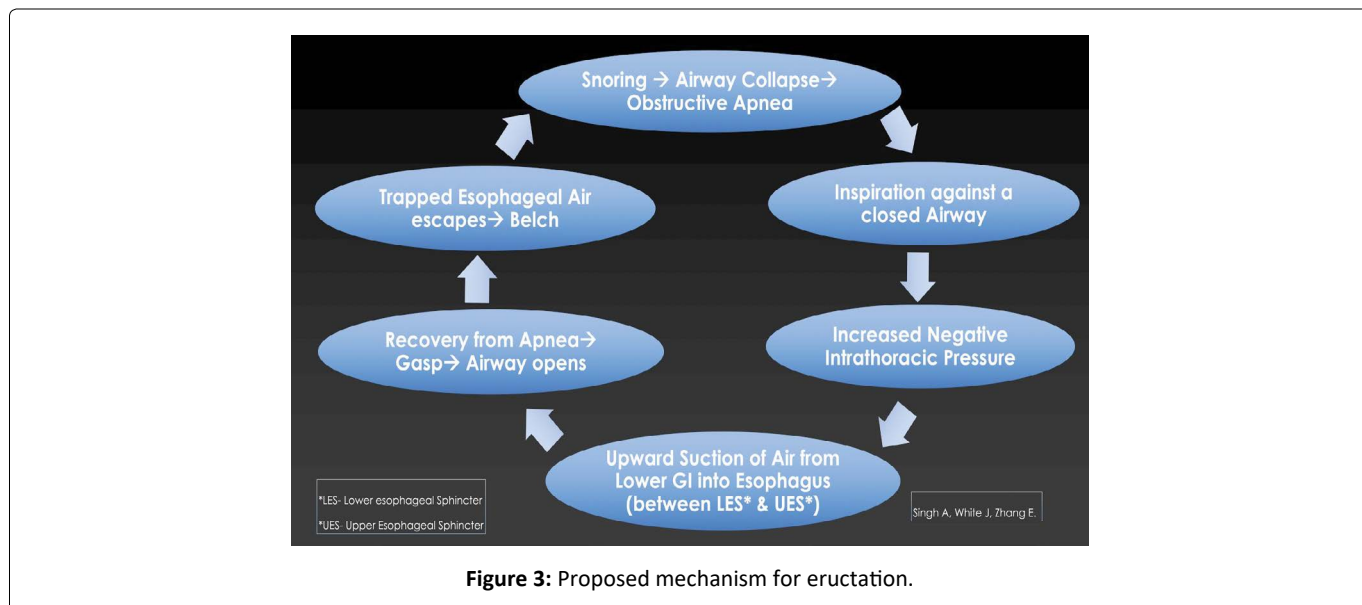 Snoring → Airway Collapse→
Obstructive Apnea
Inspiration against a
closed Airway
Increased Negative
Intrathoracic Pressure
Upward Suction of Air from
Lower GI into Esophagus
(between LES* & UES*)
Recovery from Apnea→
Gasp→ Airway opens
Trapped Esophageal Air
escapes→ Belch
*LES- Lower esophageal Sphincter
*UES- Upper Esophageal Sphincter
Singh A, White J, Zhang E.
Figure 3: Proposed mechanism for eructation.